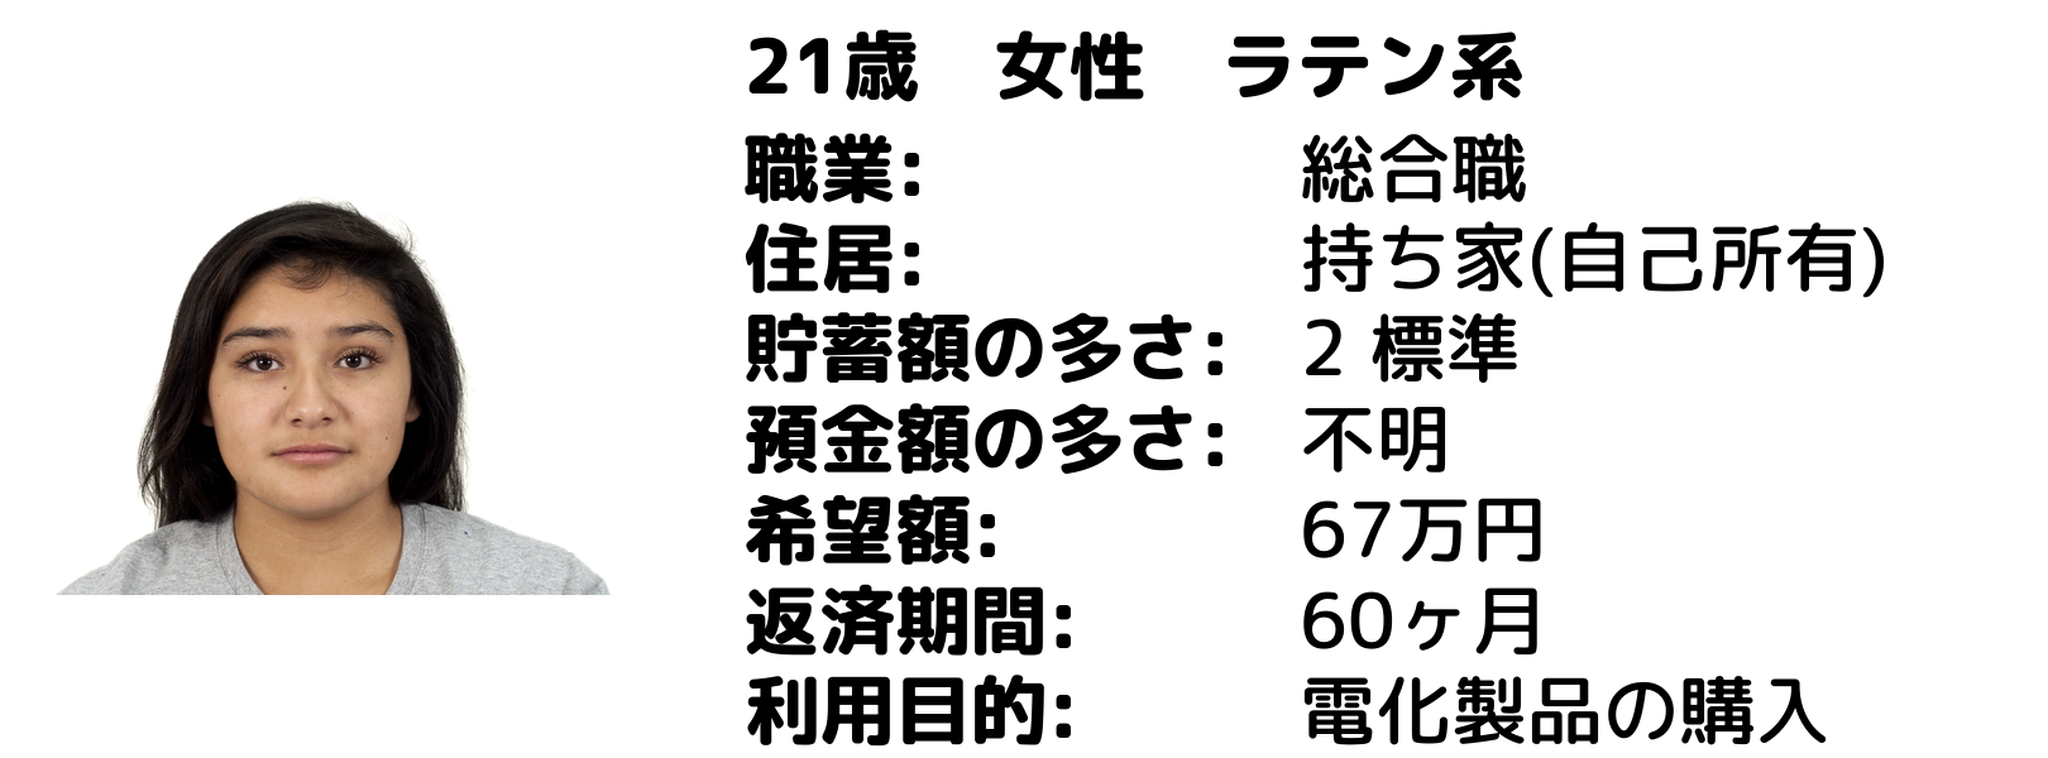 21歳　女性　ラテン系
職業: 総合職
住居: 持ち家(自己所有)
貯蓄額の多さ: 2 標準
預金額の多さ: 不明
希望額: 67万円
返済期間: 60ヶ月
利用目的: 電化製品の購入